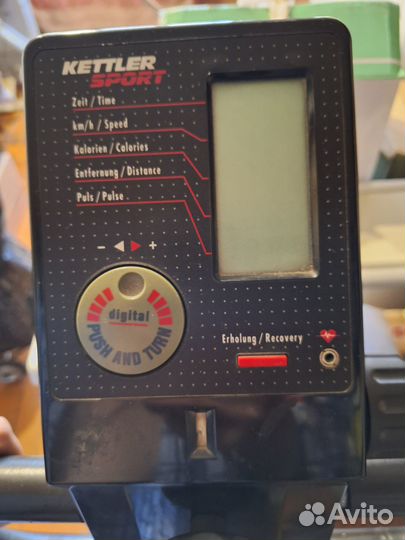 KETTLER
SPORT
Zeit / Time
km/h / Speed
Kalorien / Calories
Entfernung / Distance
Puls / Pulse
- +
digital
PUSH AND TURN
Erholung / Recovery
Avito